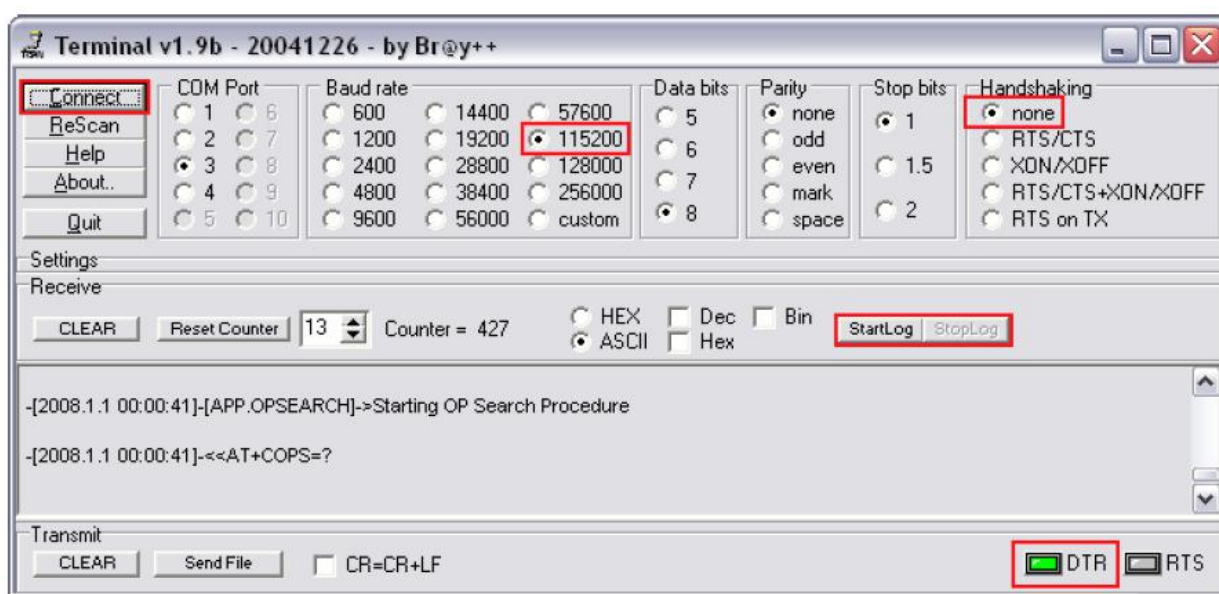 Terminal v1.9b - 20041226 - by Br@y++
Connect
ReScan
Help
About..
Quit
COM Port
1 6
2 7
3 8
4 9
5 10
Baud rate
600 14400 57600
1200 19200 115200
2400 28800 128000
4800 38400 256000
9600 56000 custom
Data bits
5
6
7
8
Parity
none
odd
even
mark
space
Stop bits
1
1.5
2
Handshaking
none
RTS/CTS
XON/XOFF
RTS/CTS+XON/XOFF
RTS on TX
Settings
Receive
CLEAR Reset Counter 13 Counter = 427
HEX Dec Bin
ASCII Hex
StartLog StopLog
-[2008.1.1 00:00:41]-[APP.OPSEARCH]->Starting OP Search Procedure
-[2008.1.1 00:00:41]-<<AT+COPS=?
Transmit
CLEAR Send File CR=CR+LF DTR RTS